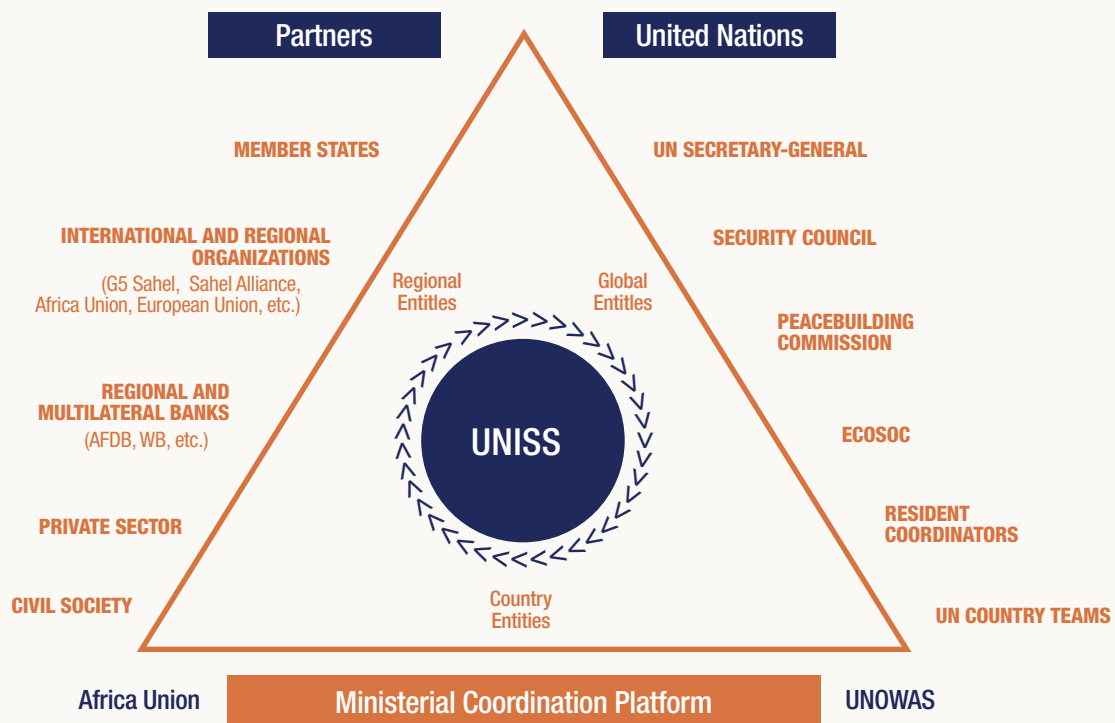 Partners
United Nations
MEMBER STATES
INTERNATIONAL AND REGIONAL
ORGANIZATIONS
(G5 Sahel, Sahel Alliance,
Africa Union, European Union, etc.)
REGIONAL AND
MULTILATERAL BANKS
(AFDB, WB, etc.)
PRIVATE SECTOR
CIVIL SOCIETY
Regional
Entitles
Global
Entitles
UNISS
Country
Entities
UN SECRETARY-GENERAL
SECURITY COUNCIL
PEACEBUILDING
COMMISSION
ECOSOC
RESIDENT
COORDINATORS
UN COUNTRY TEAMS
Africa Union
Ministerial Coordination Platform
UNOWAS